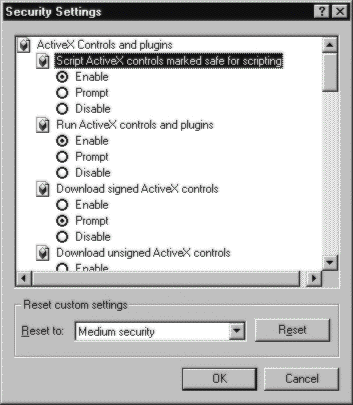 Security Settings
ActiveX Controls and plugins
Script ActiveX controls marked safe for scripting
Enable
Prompt
Disable
Run ActiveX controls and plugins
Enable
Prompt
Disable
Download signed ActiveX controls
Enable
Prompt
Disable
Download unsigned ActiveX controls
Enable
Reset custom settings
Reset to: Medium security Reset
OK Cancel